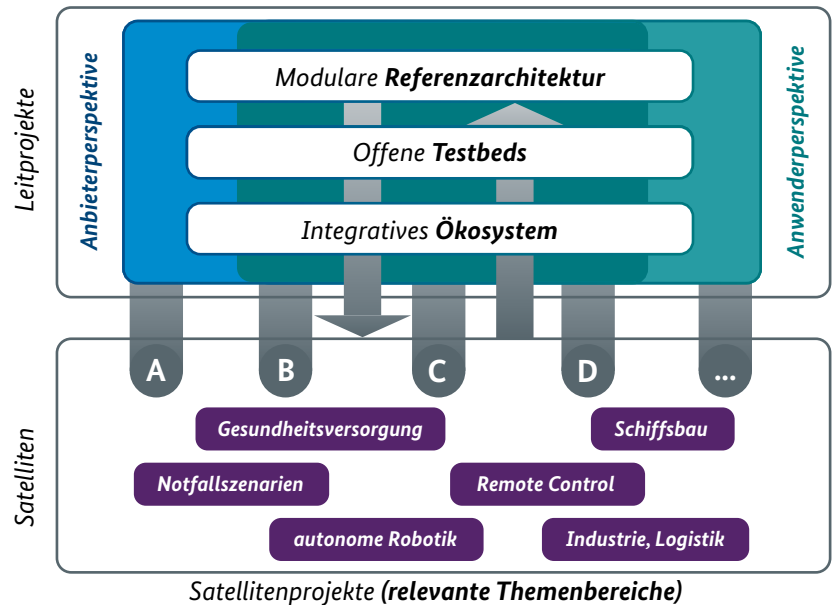 Leitprojekte
Anbieterperspektive
Modulare Referenzarchitektur
Offene Testbeds
Integratives Ökosystem
Anwenderperspektive
A
B
C
D
...
Satelliten
Gesundheitsversorgung
Schiffsbau
Notfallszenarien
Remote Control
autonome Robotik
Industrie, Logistik
Satellitenprojekte (relevante Themenbereiche)